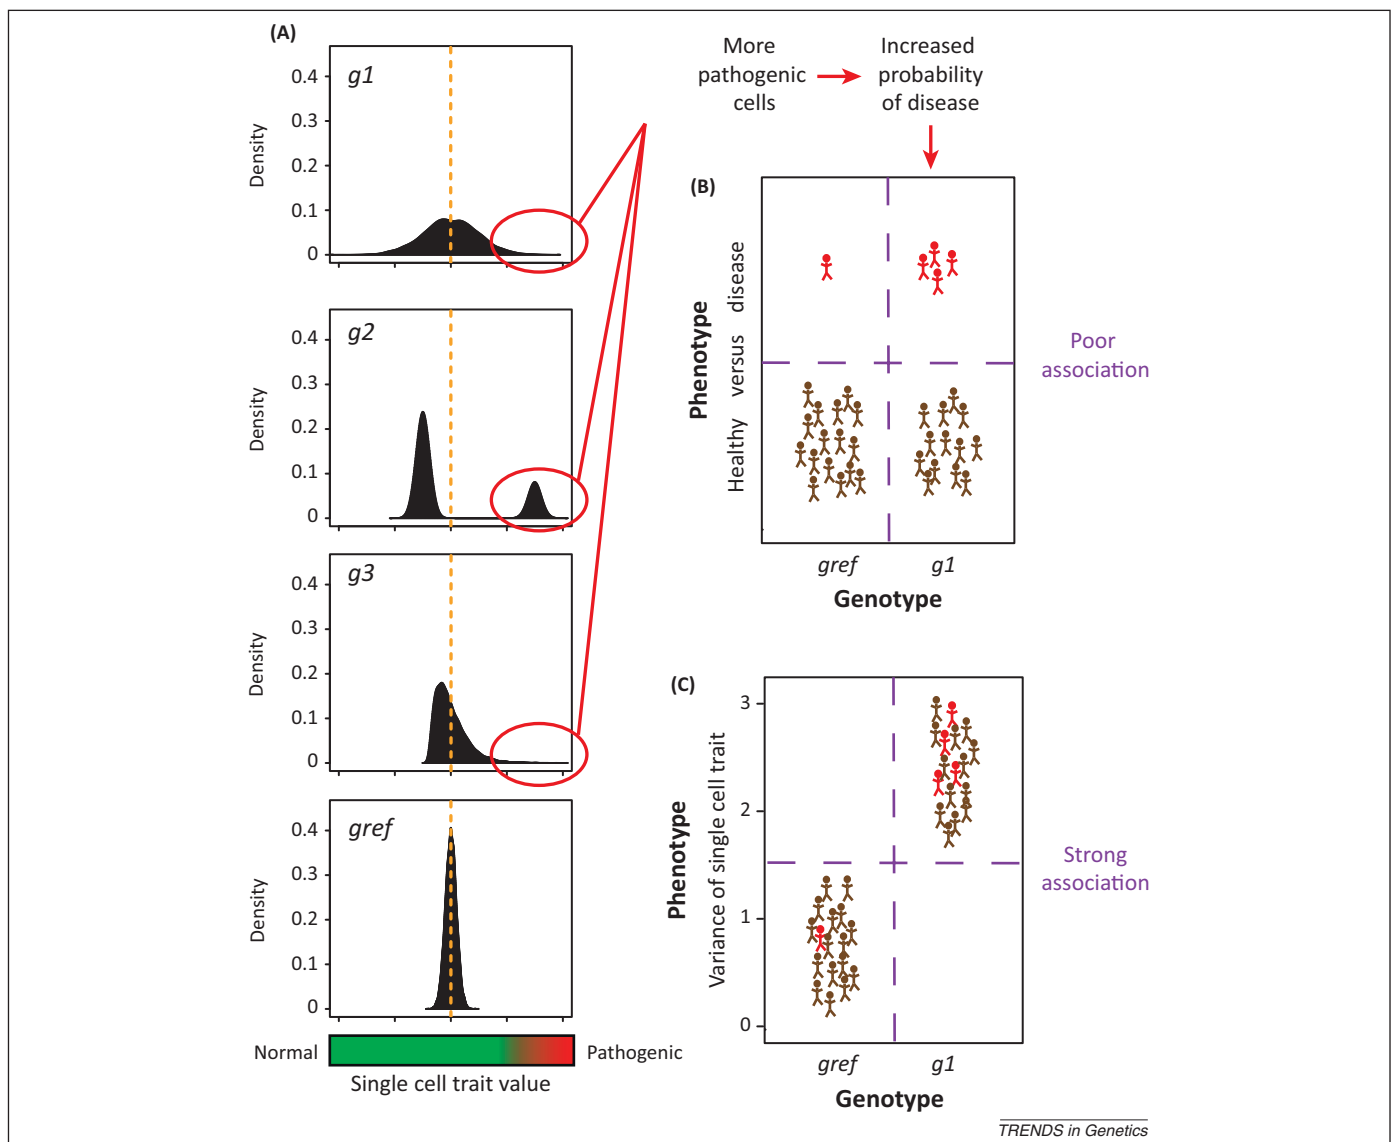 (A)
g1
0.4
0.3
0.2
0.1
0
Density
g2
0.4
0.3
0.2
0.1
0
Density
g3
0.4
0.3
0.2
0.1
0
Density
gref
0.4
0.3
0.2
0.1
0
Density
Normal
Pathogenic
Single cell trait value
More
pathogenic
cells
Increased
probability
of disease
(B)
Phenotype
Healthy versus disease
Poor
association
gref
g1
Genotype
(C)
Phenotype
Variance of single cell trait
3
2
1
0
Strong
association
gref
g1
Genotype
TRENDS in Genetics